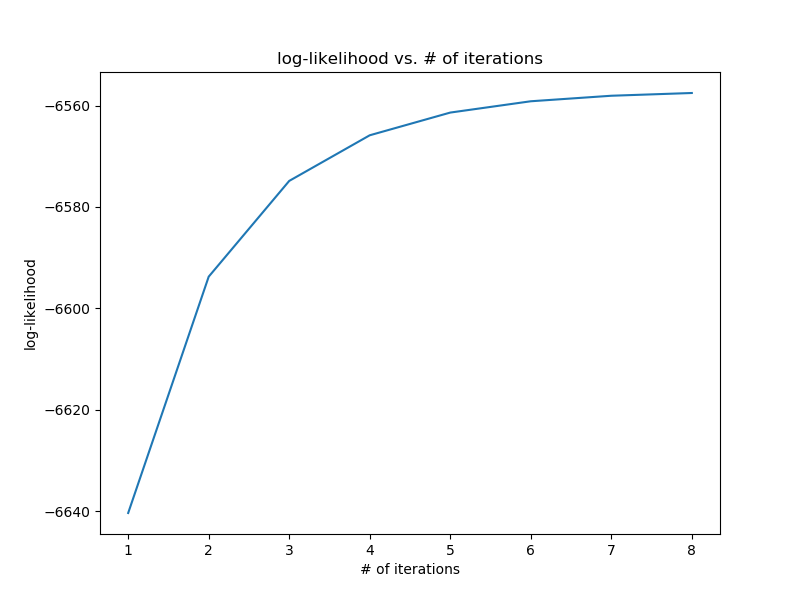 log-likelihood vs. # of iterations
log-likelihood
−6560
−6580
−6600
−6620
−6640
1 2 3 4 5 6 7 8
# of iterations